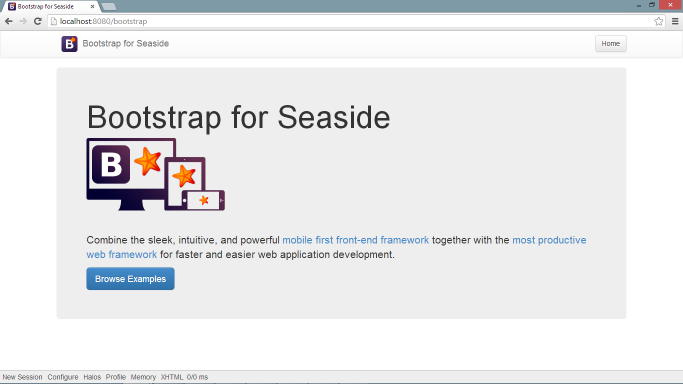 Bootstrap for Seaside
localhost:8080/bootstrap
B Bootstrap for Seaside
Home
Bootstrap for Seaside
B
Combine the sleek, intuitive, and powerful mobile first front-end framework together with the most productive
web framework for faster and easier web application development.
Browse Examples
New Session Configure Halos Profile Memory XHTML 0/0 ms